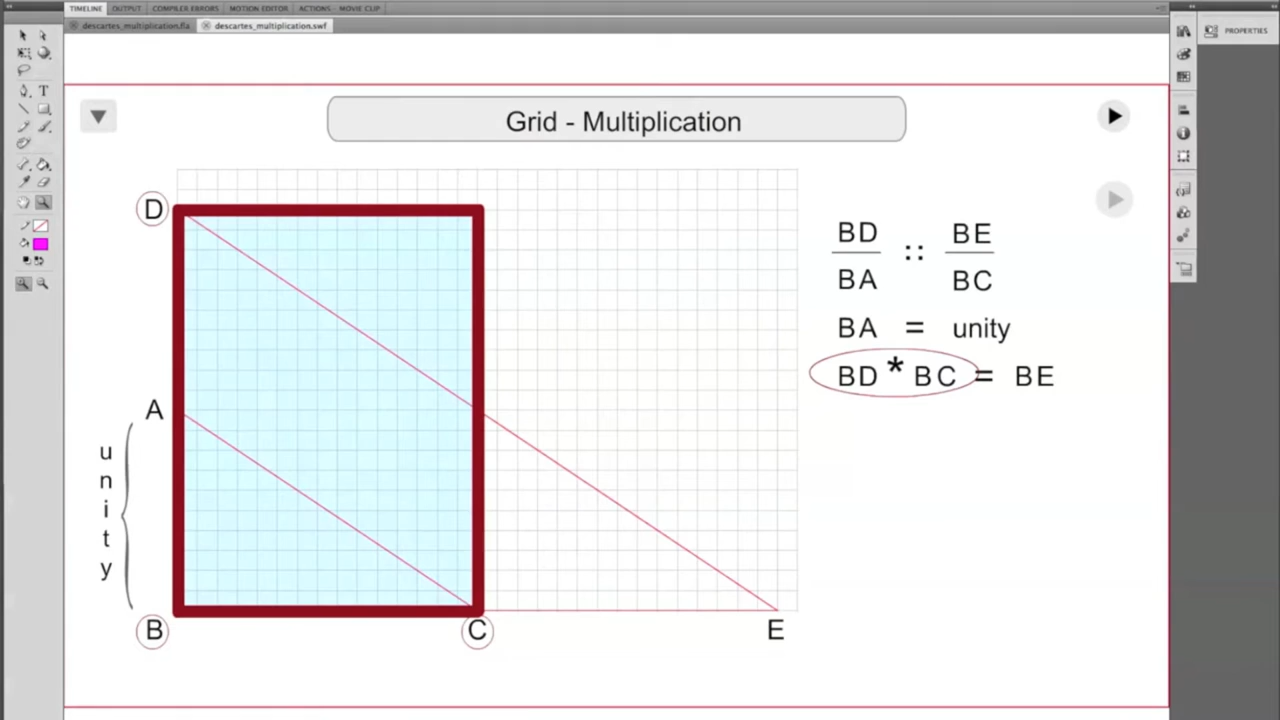 TIMELINE OUTPUT COMPILER ERRORS MOTION EDITOR ACTIONS - MOVIE CLIP
descartes_multiplication.fla descartes_multiplication.swf
PROPERTIES
T
Grid - Multiplication
D
BD :: BE
BA BC
BA = unity
BD * BC = BE
A
u
n
i
t
y
B C E